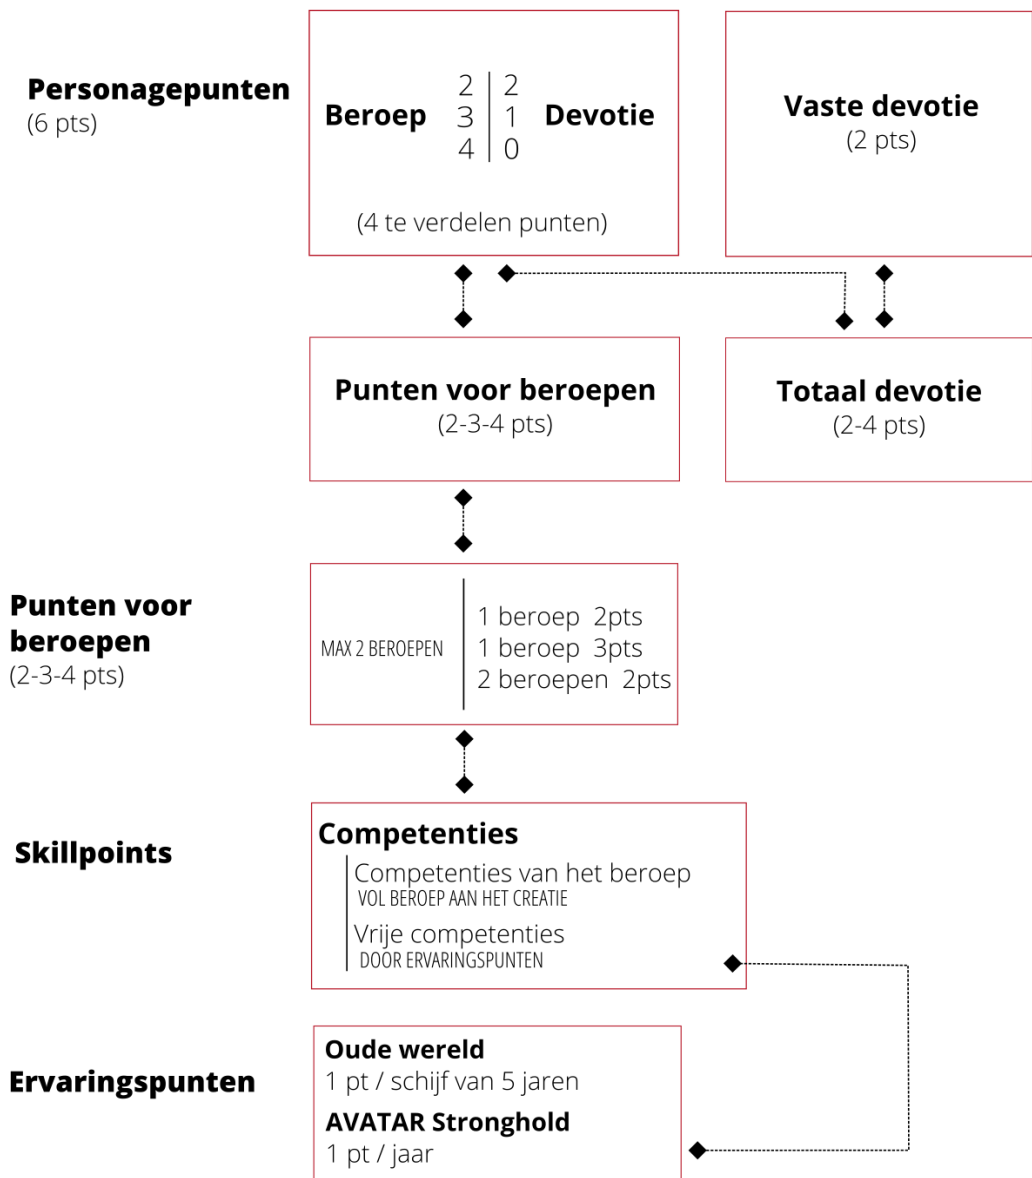 Personagepunten
(6 pts)
Beroep
2 2
3 1
4 0
Devotie
(4 te verdelen punten)
Vaste devotie
(2 pts)
Punten voor beroepen
(2-3-4 pts)
Totaal devotie
(2-4 pts)
Punten voor
beroepen
(2-3-4 pts)
MAX 2 BEROEPEN
1 beroep 2pts
1 beroep 3pts
2 beroepen 2pts
Skillpoints
Competenties
Competenties van het beroep
VOL BEROEP AAN HET CREATIE
Vrije competenties
DOOR ERVARINGSPUNTEN
Ervaringspunten
Oude wereld
1 pt / schijf van 5 jaren
AVATAR Stronghold
1 pt / jaar